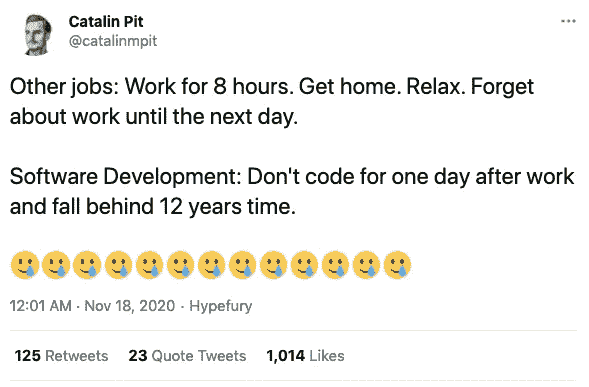 Catalin Pit
@catalinmpit
Other jobs: Work for 8 hours. Get home. Relax. Forget
about work until the next day.
Software Development: Don't code for one day after work
and fall behind 12 years time.
🥲🥲🥲🥲🥲🥲🥲🥲🥲🥲🥲🥲🥲
12:01 AM · Nov 18, 2020 · Hypefury
125 Retweets 23 Quote Tweets 1,014 Likes